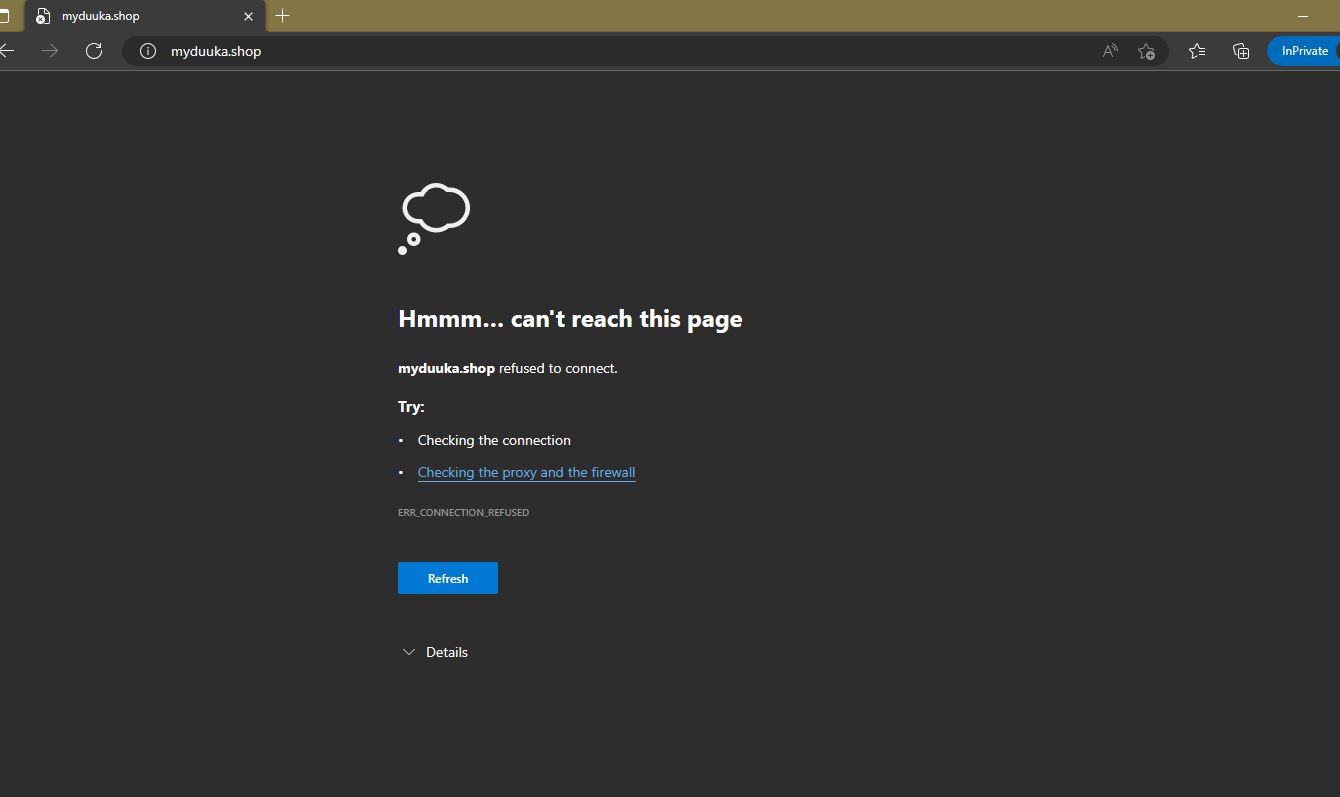 myduuka.shop
myduuka.shop
InPrivate
Hmmm... can't reach this page
myduuka.shop refused to connect.
Try:
• Checking the connection
• Checking the proxy and the firewall
ERR_CONNECTION_REFUSED
Refresh
Details